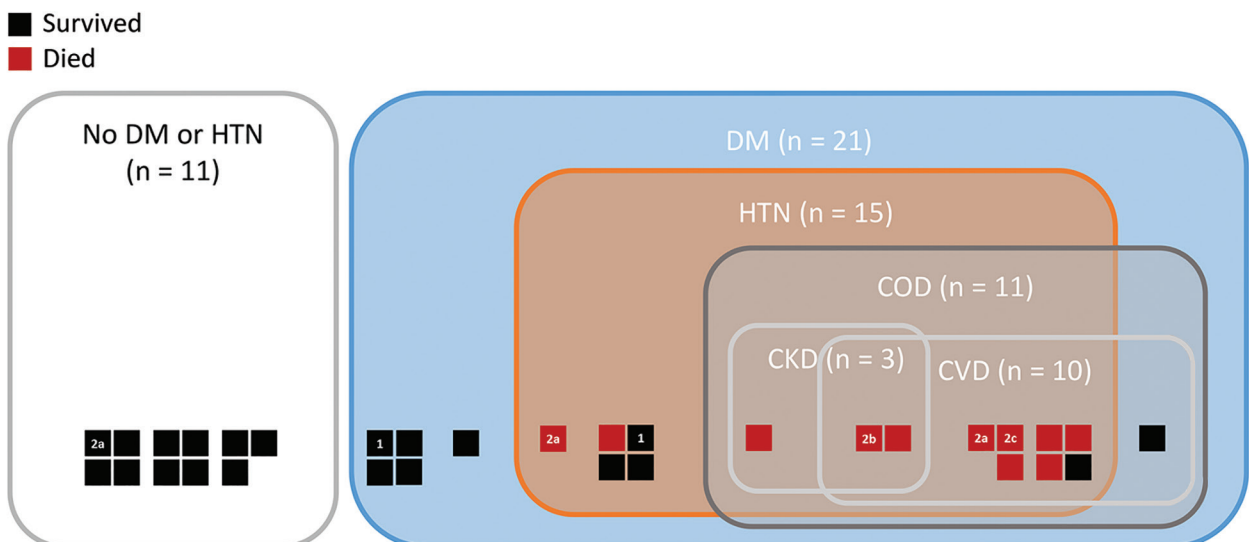 Survived
Died
No DM or HTN
(n = 11)
DM (n = 21)
HTN (n = 15)
COD (n = 11)
CKD (n = 3)
CVD (n = 10)
2a
1
2a
1
2b
2a
2c